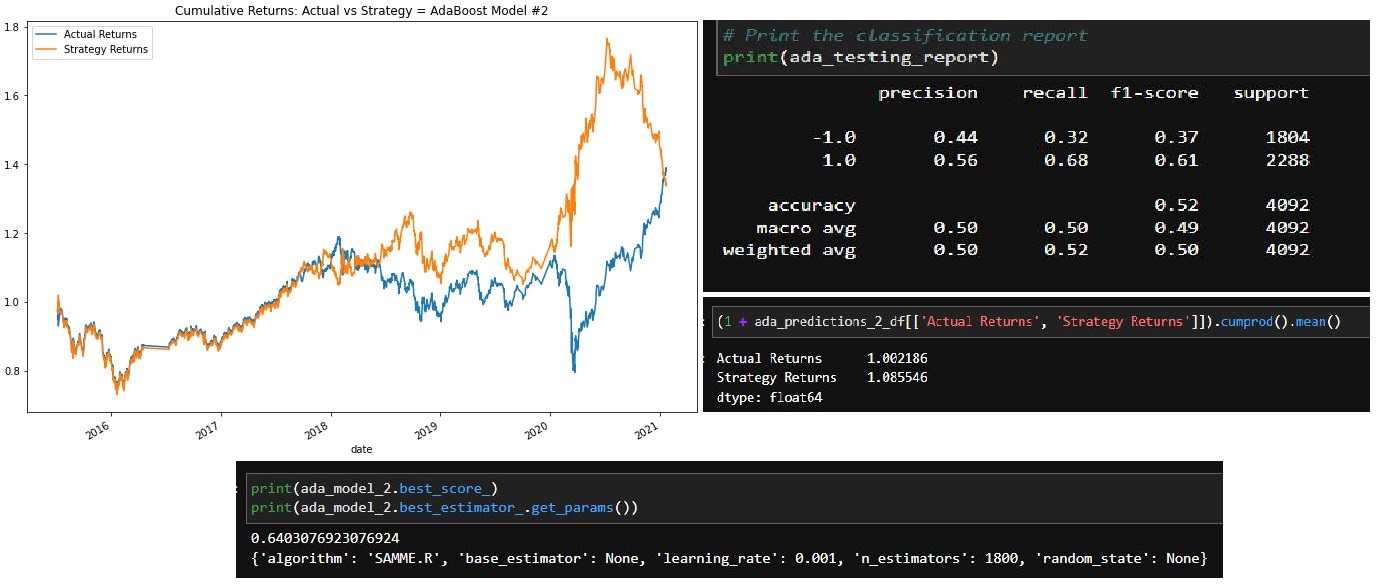 Cumulative Returns: Actual vs Strategy = AdaBoost Model #2
Actual Returns
Strategy Returns
1.8
1.6
1.4
1.2
1.0
0.8
2016 2017 2018 2019 2020 2021
date
# Print the classification report
print(ada_testing_report)
precision recall f1-score support
-1.0 0.44 0.32 0.37 1804
1.0 0.56 0.68 0.61 2288
accuracy 0.52 4092
macro avg 0.50 0.50 0.49 4092
weighted avg 0.50 0.52 0.50 4092
(1 + ada_predictions_2_df[['Actual Returns', 'Strategy Returns']]).cumprod().mean()
Actual Returns 1.002186
Strategy Returns 1.085546
dtype: float64
print(ada_model_2.best_score_)
print(ada_model_2.best_estimator_.get_params())
0.6403076923076924
{'algorithm': 'SAMME.R', 'base_estimator': None, 'learning_rate': 0.001, 'n_estimators': 1800, 'random_state': None}